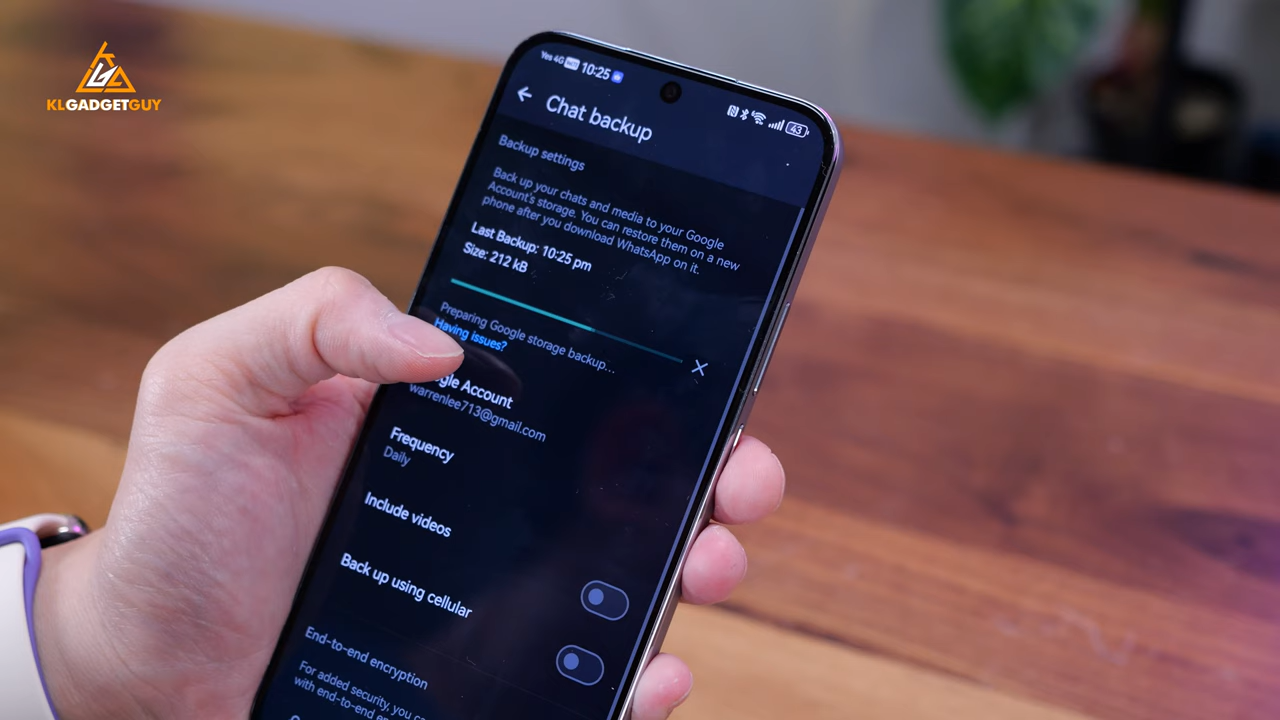 KLGADGETGUY
Yes 4G 10:25
43
Chat backup
Backup settings
Back up your chats and media to your Google
Account's storage. You can restore them on a new
phone after you download WhatsApp on it.
Last Backup: 10:25 pm
Size: 212 kB
Preparing Google storage backup...
Having issues?
gle Account
warrenlee713@gmail.com
Frequency
Daily
Include videos
Back up using cellular
End-to-end encryption
For added security, you c
with end-to-end